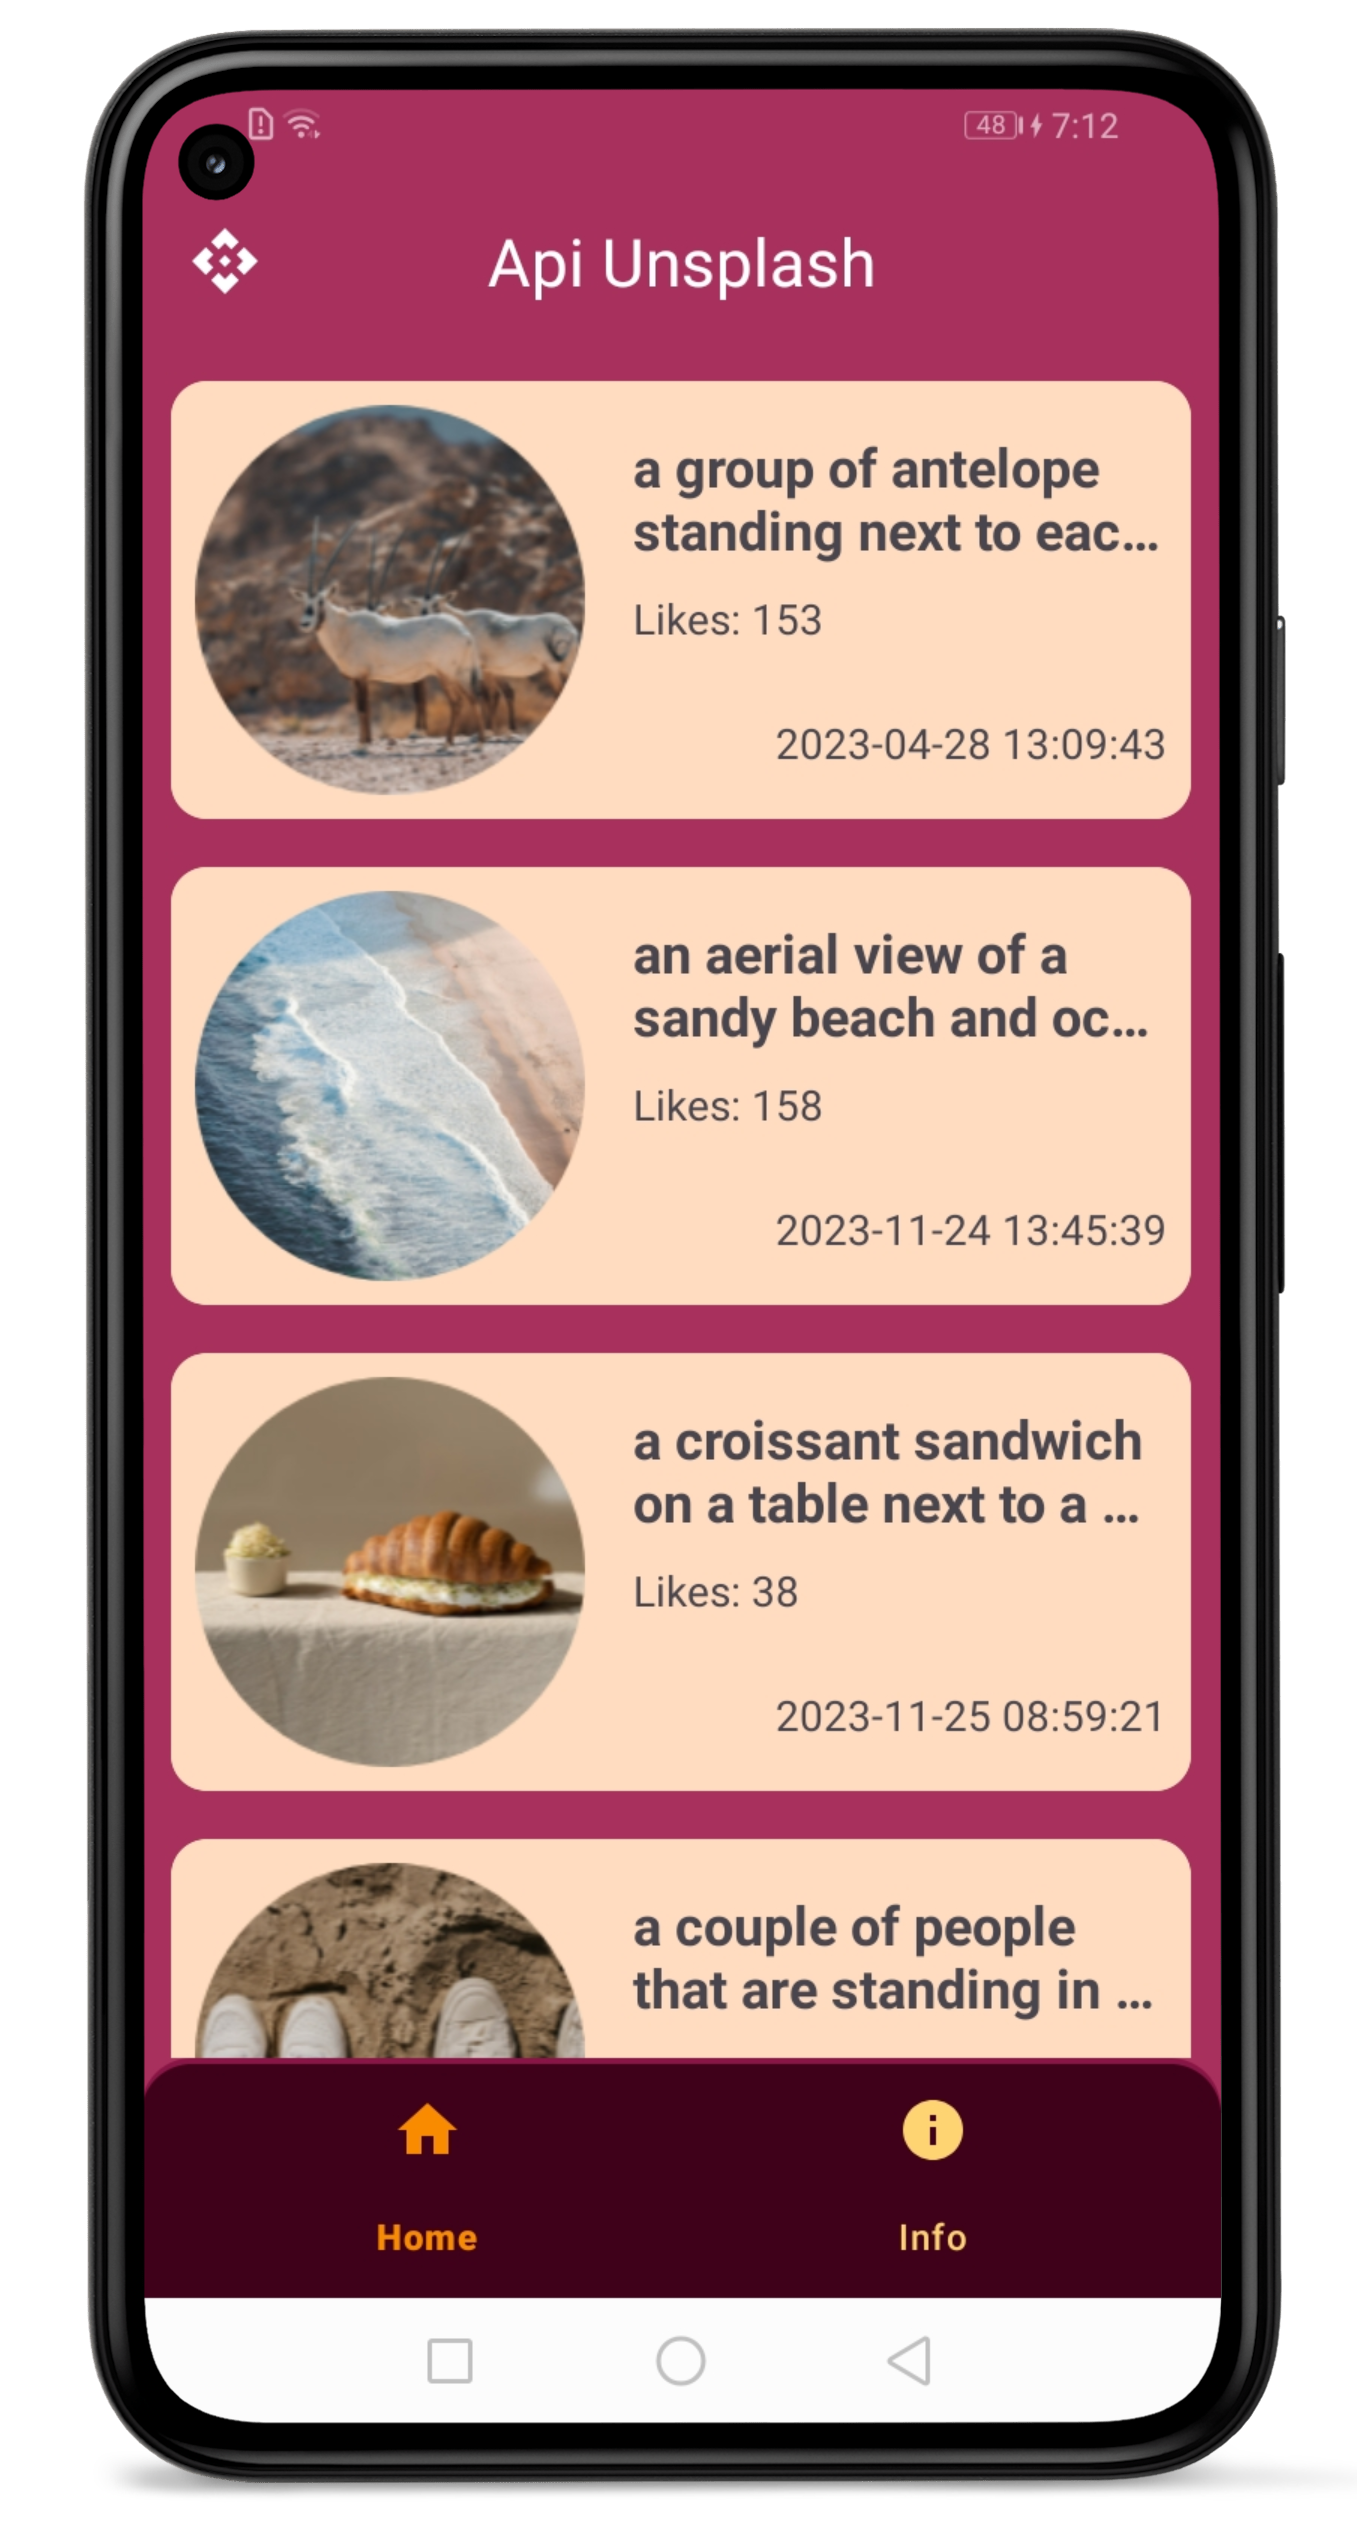 48 7:12
Api Unsplash
a group of antelope
standing next to eac...
Likes: 153
2023-04-28 13:09:43
an aerial view of a
sandy beach and oc...
Likes: 158
2023-11-24 13:45:39
a croissant sandwich
on a table next to a ...
Likes: 38
2023-11-25 08:59:21
a couple of people
that are standing in ...
Home
Info